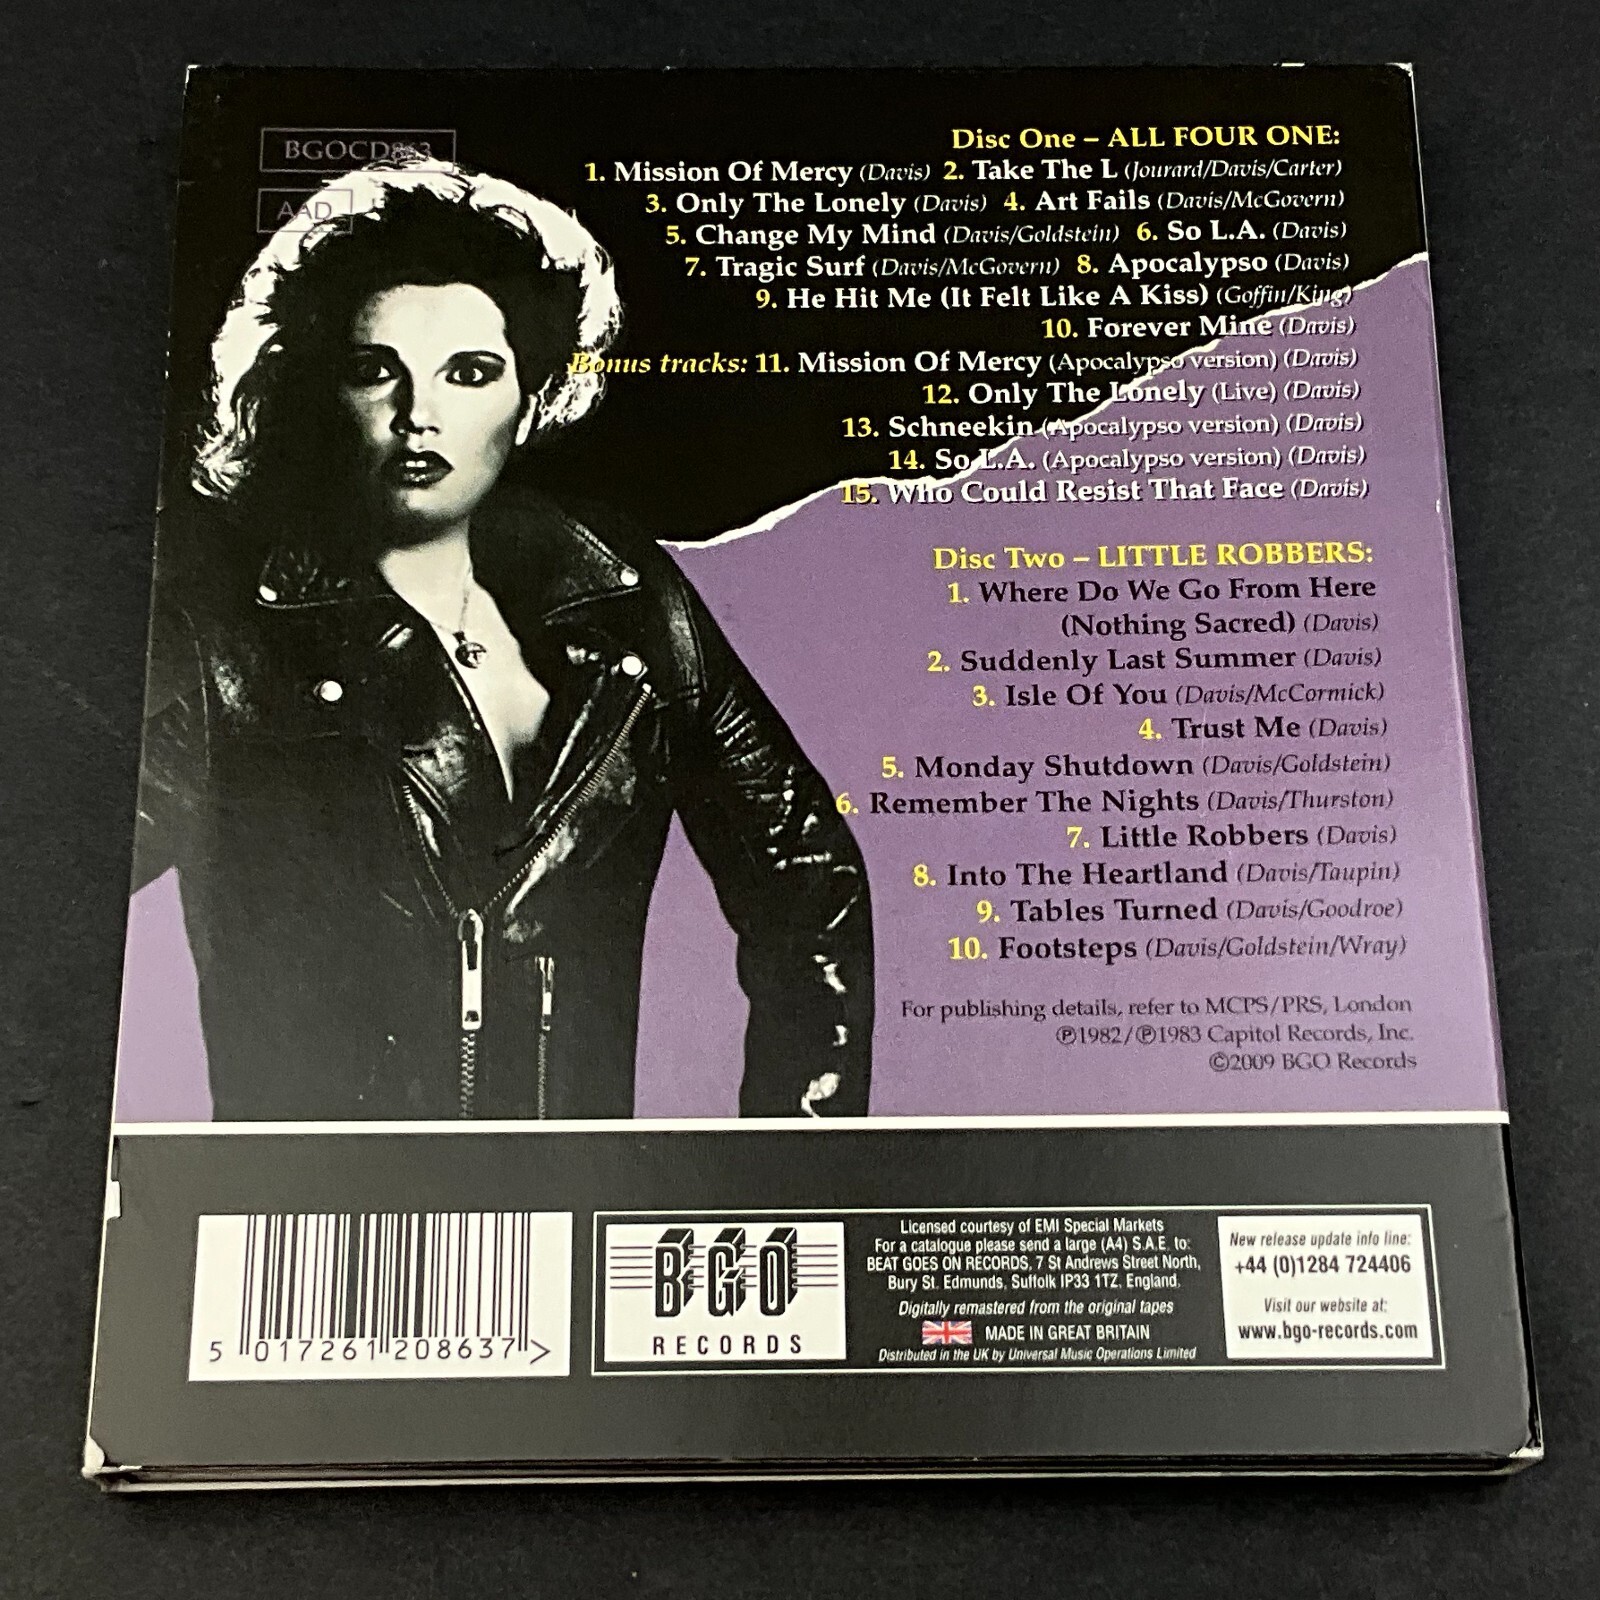 BGOCD863
AAD
Disc One – ALL FOUR ONE:
1. Mission Of Mercy (Davis) 2. Take The L (Jourard/Davis/Carter)
3. Only The Lonely (Davis) 4. Art Fails (Davis/McGovern)
5. Change My Mind (Davis/Goldstein) 6. So L.A. (Davis)
7. Tragic Surf (Davis/McGovern) 8. Apocalypso (Davis)
9. He Hit Me (It Felt Like A Kiss) (Goffin/King)
10. Forever Mine (Davis)
Bonus tracks: 11. Mission Of Mercy (Apocalypso version) (Davis)
12. Only The Lonely (Live) (Davis)
13. Schneekin (Apocalypso version) (Davis)
14. So L.A. (Apocalypso version) (Davis)
15. Who Could Resist That Face (Davis)
Disc Two – LITTLE ROBBERS:
1. Where Do We Go From Here
(Nothing Sacred) (Davis)
2. Suddenly Last Summer (Davis)
3. Isle Of You (Davis/McCormick)
4. Trust Me (Davis)
5. Monday Shutdown (Davis/Goldstein)
6. Remember The Nights (Davis/Thurston)
7. Little Robbers (Davis)
8. Into The Heartland (Davis/Taupin)
9. Tables Turned (Davis/Goodroe)
10. Footsteps (Davis/Goldstein/Wray)
For publishing details, refer to MCPS/PRS, London
℗1982/℗1983 Capitol Records, Inc.
©2009 BGO Records
5 017261 208637 >
BGO
RECORDS
Licensed courtesy of EMI Special Markets
For a catalogue please send a large (A4) S.A.E. to:
BEAT GOES ON RECORDS, 7 St Andrews Street North,
Bury St. Edmunds, Suffolk IP33 1TZ, England.
Digitally remastered from the original tapes
MADE IN GREAT BRITAIN
Distributed in the UK by Universal Music Operations Limited
New release update info line:
+44 (0)1284 724406
Visit our website at:
www.bgo-records.com